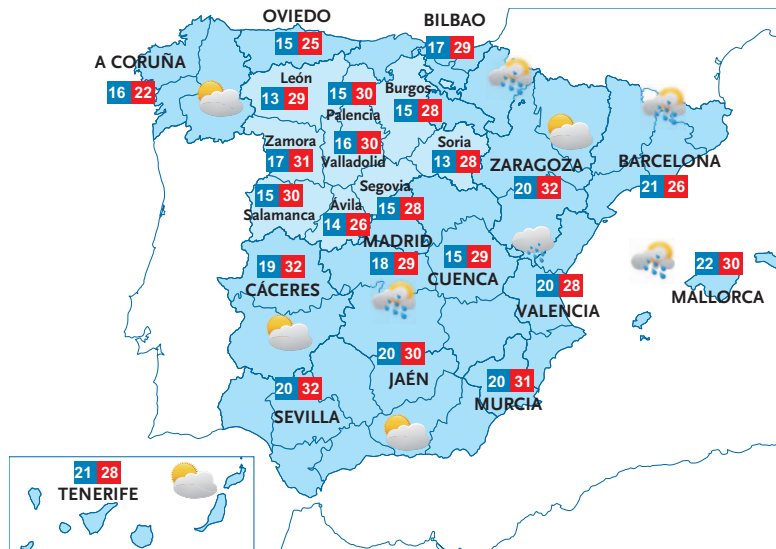 OVIEDO
15 25
BILBAO
17 29
A CORUÑA
16 22
León
13 29
15 30
Palencia
Burgos
15 28
Zamora
17 31
16 30
Valladolid
Soria
13 28
ZARAGOZA
20 32
BARCELONA
21 26
15 30
Salamanca
Ávila
14 26
Segovia
15 28
MADRID
18 29
15 29
CUENCA
19 32
CÁCERES
20 28
VALENCIA
22 30
MALLORCA
20 30
JAÉN
20 32
SEVILLA
20 31
MURCIA
21 28
TENERIFE